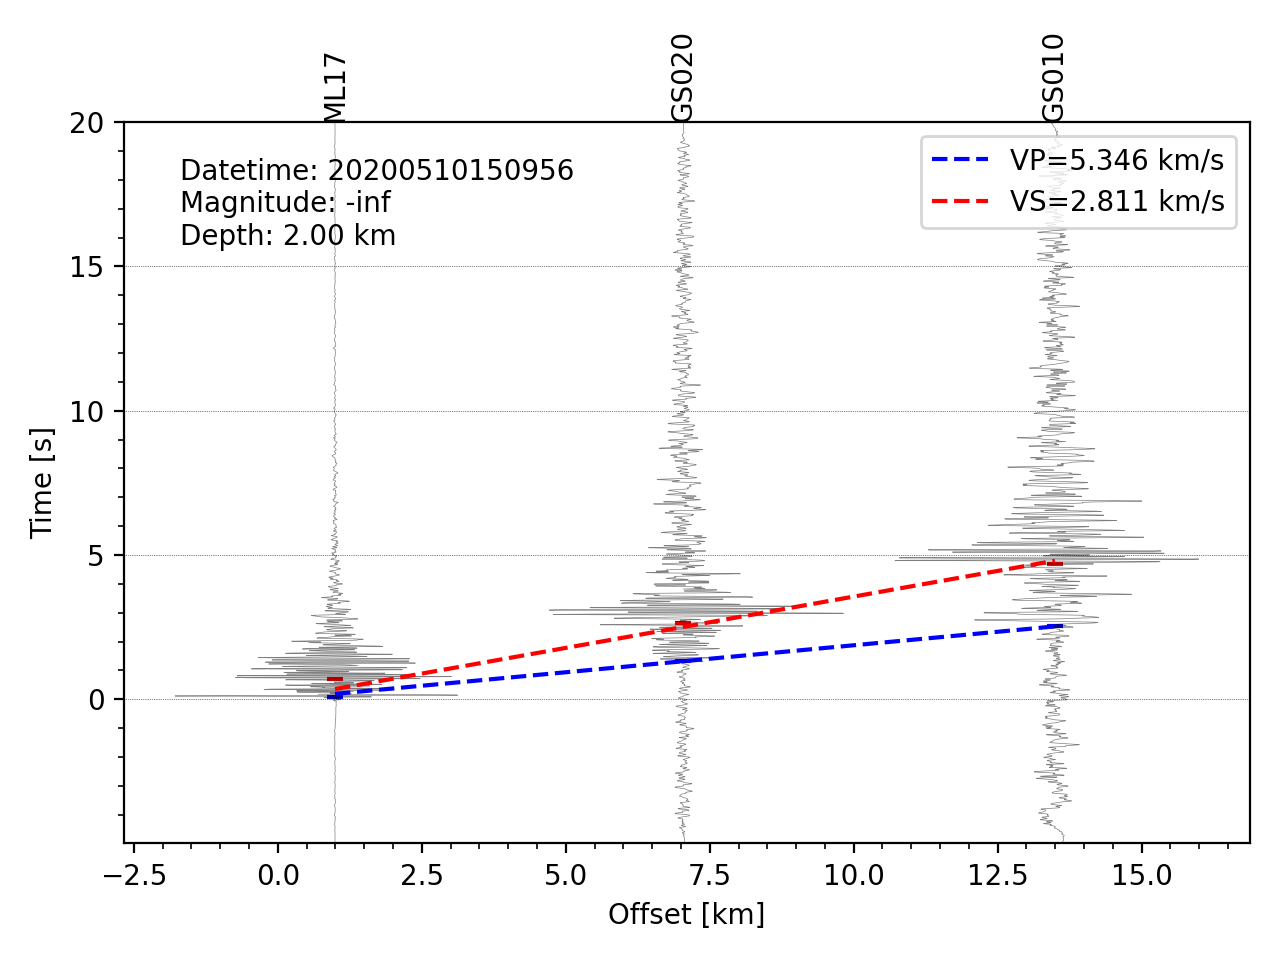 ML17
GS020
GS010
Datetime: 20200510150956
Magnitude: -inf
Depth: 2.00 km
VP=5.346 km/s
VS=2.811 km/s
20
15
10
5
0
Time [s]
−2.5 0.0 2.5 5.0 7.5 10.0 12.5 15.0
Offset [km]